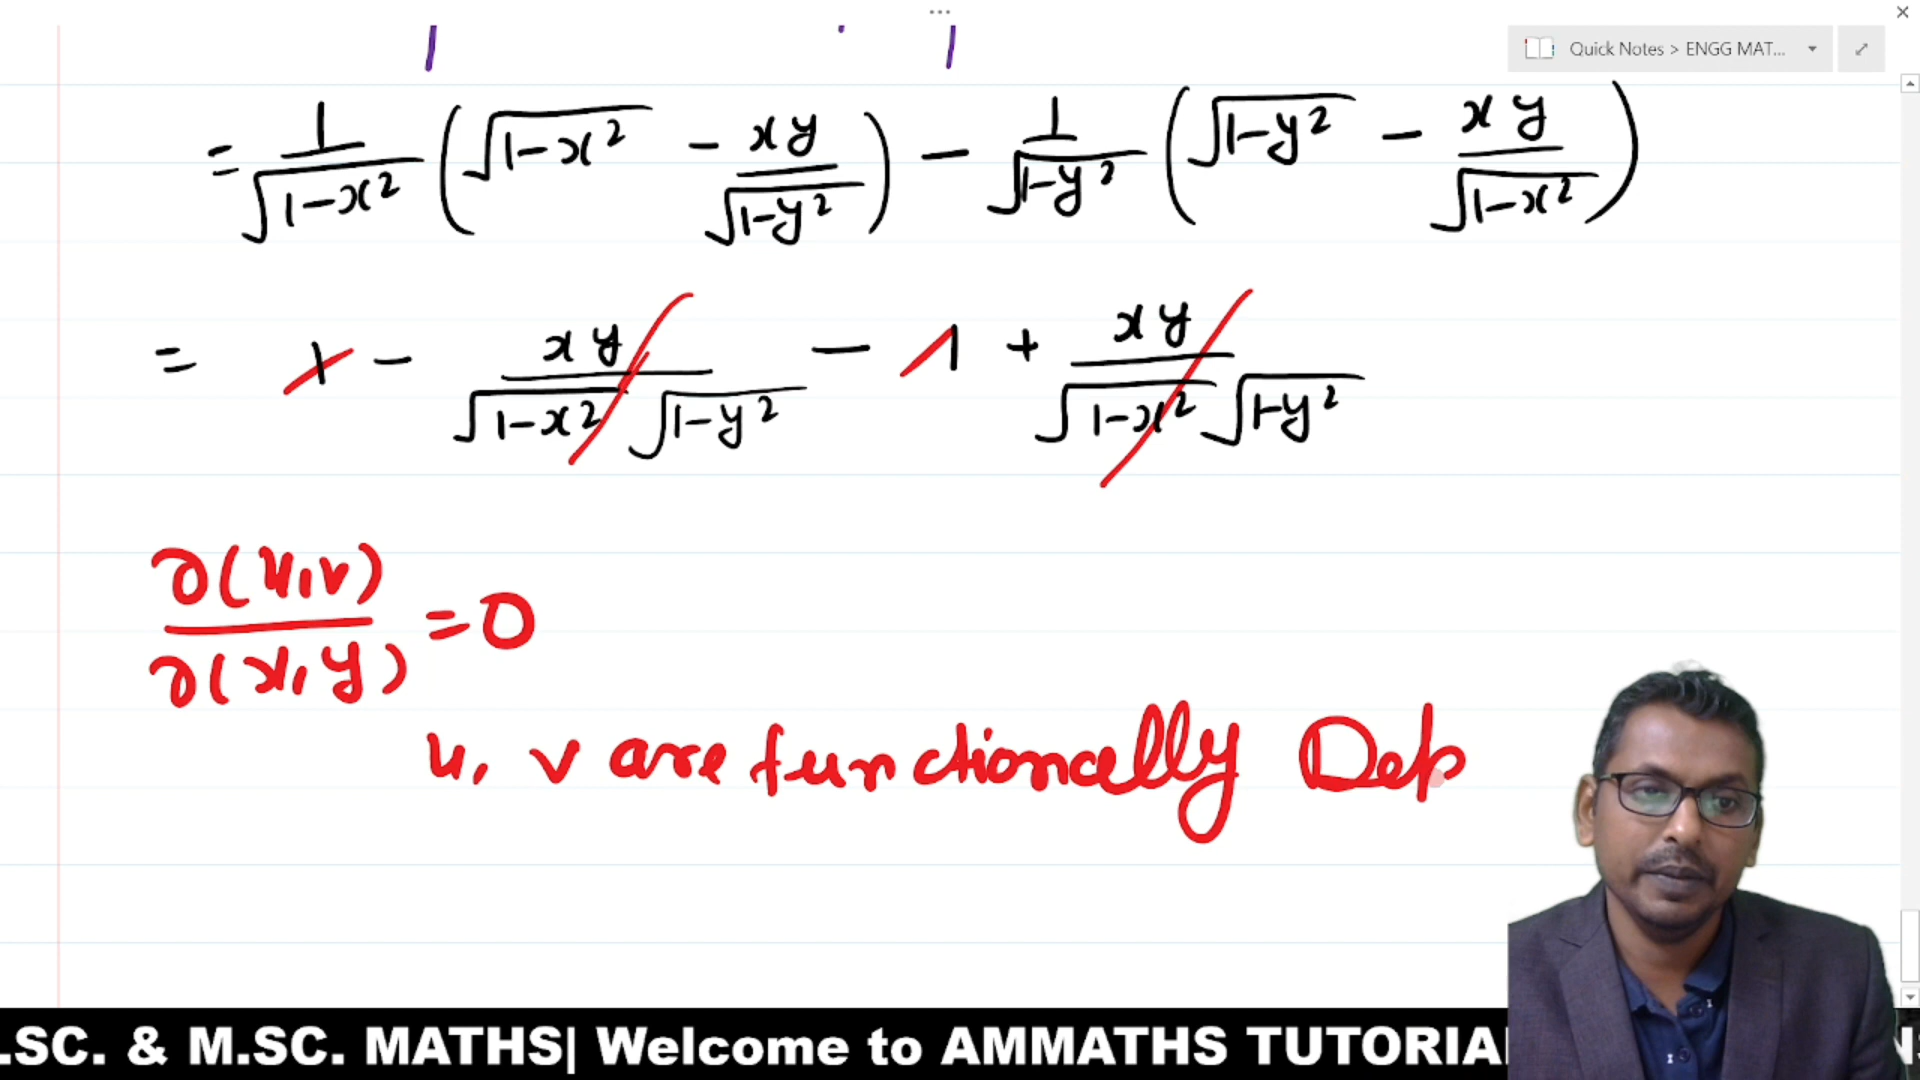 Quick Notes > ENGG MAT...
= 1/√(1-x²) (√(1-x²) - xy/√(1-y²)) - 1/√(1-y²) (√(1-y²) - xy/√(1-x²))
= 1 - xy/(√(1-x²) √(1-y²)) - 1 + xy/(√(1-x²) √(1-y²))
∂(u,v)/∂(x,y) = 0
u, v are functionally Dep
.SC. & M.SC. MATHS| Welcome to AMMATHS TUTORIA